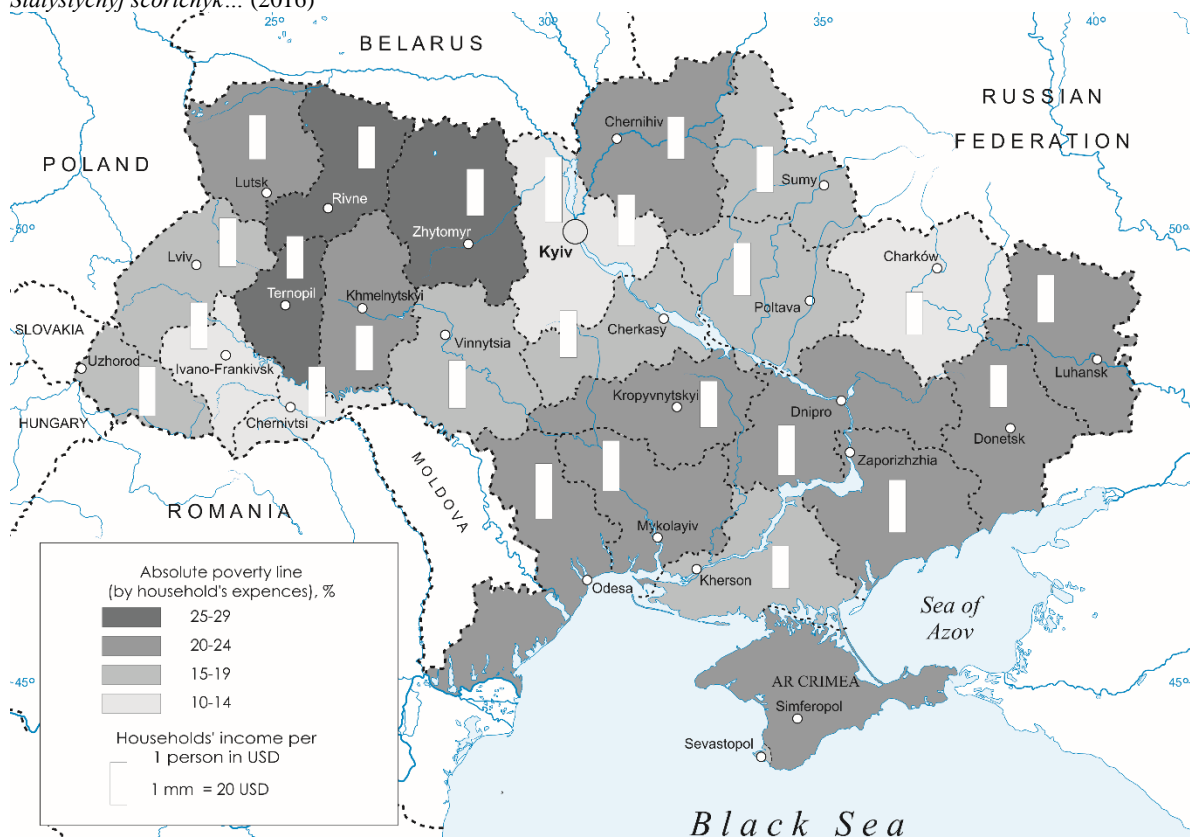 Statystychyj scorichyk... (2016)
25° 30° 35° 40°
BELARUS
RUSSIAN
FEDERATION
POLAND
Chernihiv
Sumy
Lutsk
Rivne
50°
Zhytomyr
Kyiv
Lviv
Charków
Ternopil
Khmelnytskyi
Poltava
Cherkasy
SLOVAKIA
Vinnytsia
Uzhorod
Ivano-Frankivsk
Luhansk
Kropyvnytskyi
Dnipro
HUNGARY
Chernivtsi
Donetsk
Zaporizhzhia
MOLDOVA
ROMANIA
Mykolayiv
Kherson
Odesa
Sea of
Azov
Absolute poverty line
(by household's expences), %
25-29
20-24
15-19
10-14
45°
45°
AR CRIMEA
Simferopol
Sevastopol
Households' income per
1 person in USD
1 mm = 20 USD
Black Sea